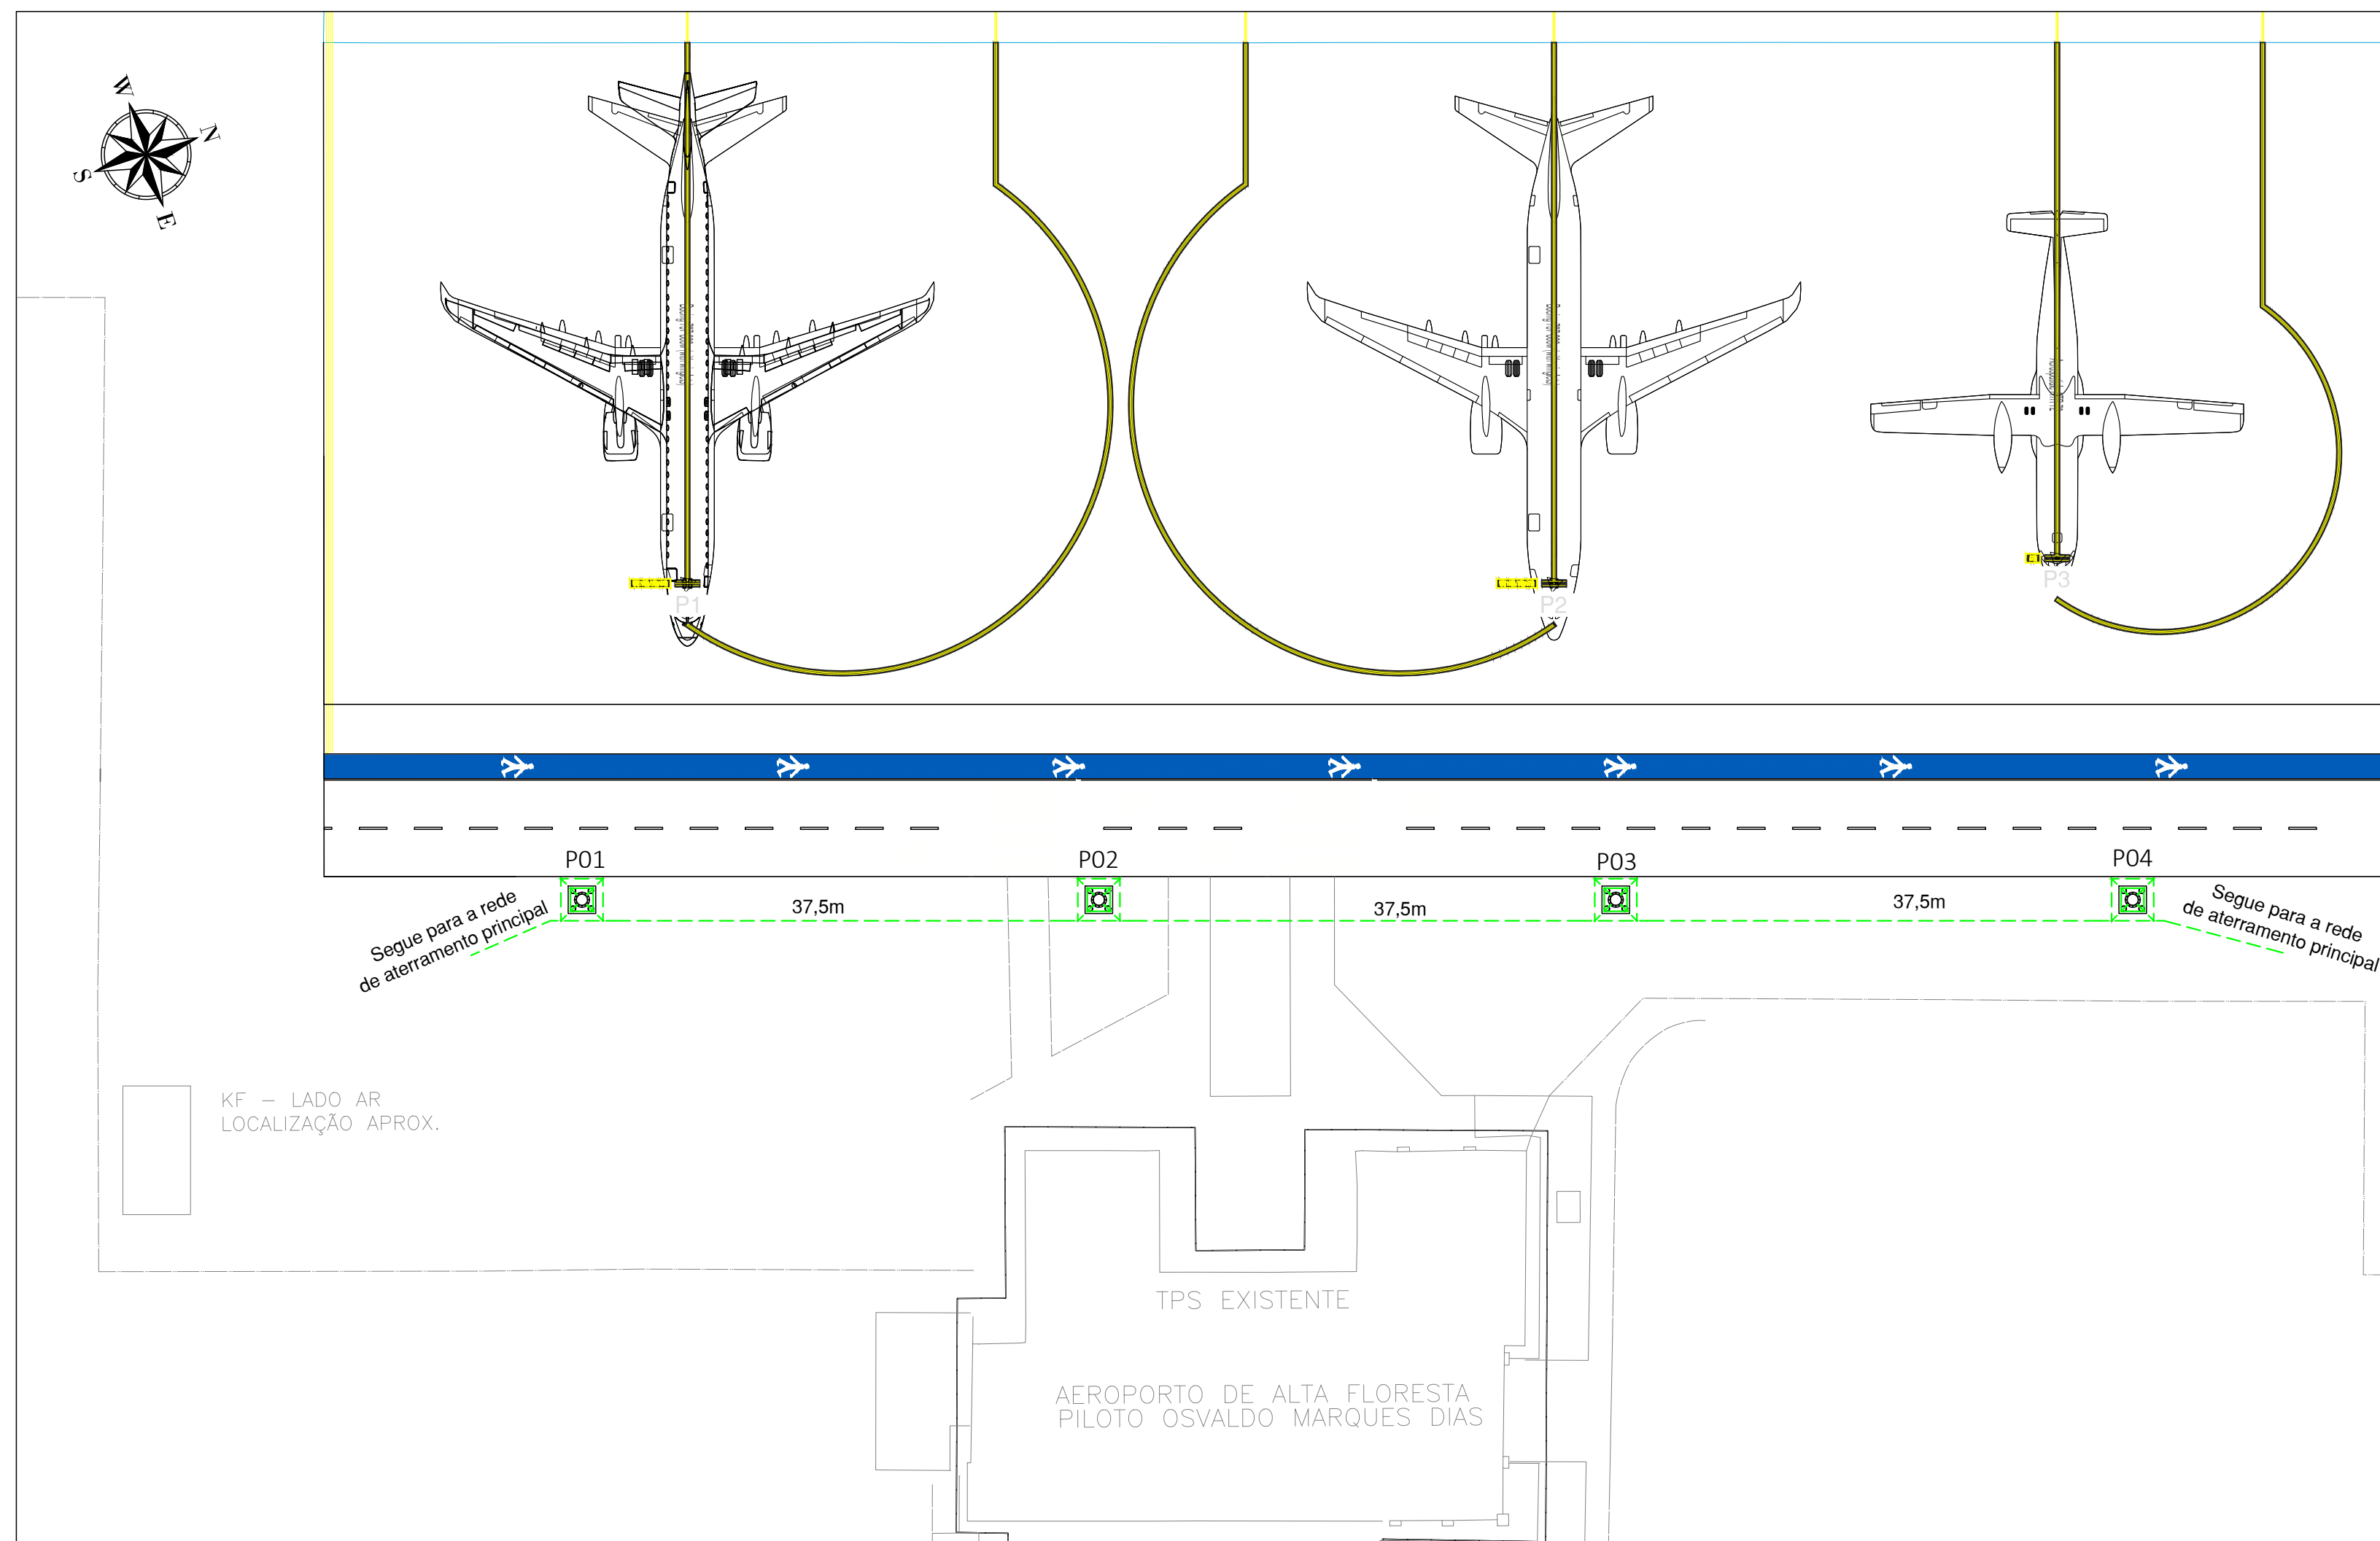 W
N
S
E
P1
P2
P3
P01
P02
P03
P04
Segue para a rede
de aterramento principal
37,5m
37,5m
37,5m
Segue para a rede
de aterramento principal
KF – LADO AR
LOCALIZAÇÃO APROX.
TPS EXISTENTE
AEROPORTO DE ALTA FLORESTA
PILOTO OSVALDO MARQUES DIAS